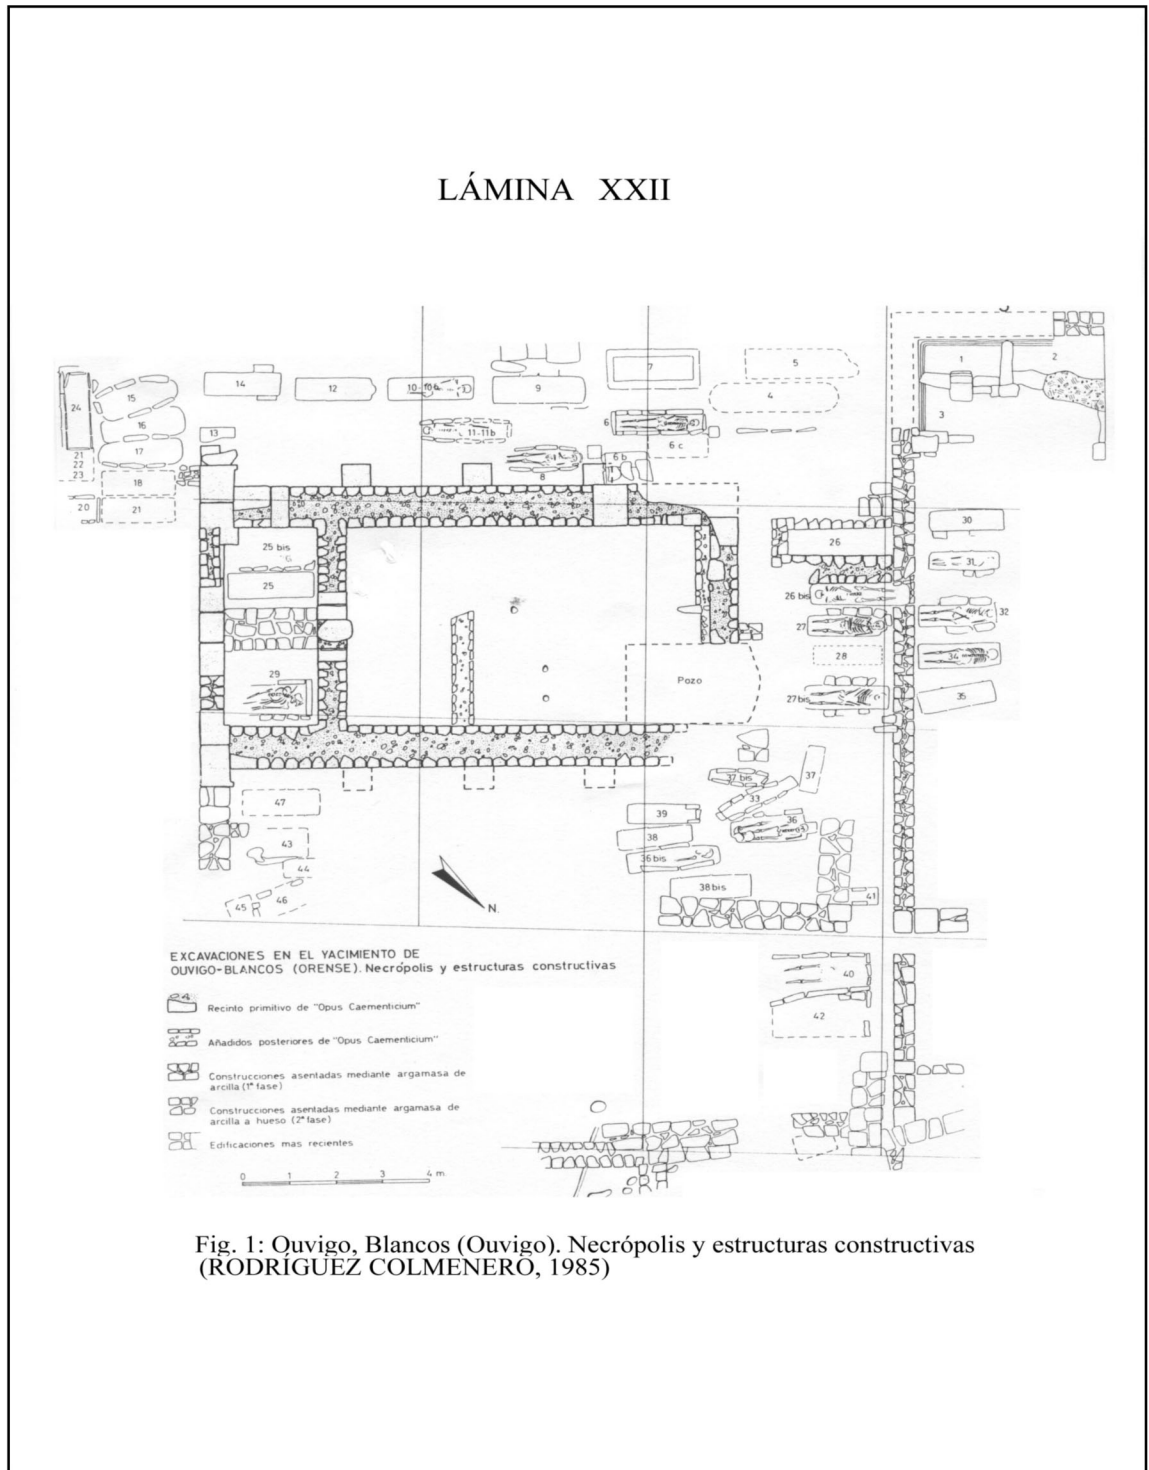 LÁMINA XXII
1
2
3
5
7
4
14
12
10-10b
9
24
15
16
17
13
11-11b
6
6 c
6 b
8
21
22
23
18
20
21
25 bis
25
26
30
31
26 bis
27
32
28
34
29
Pozo
27 bis
35
37 bis
37
33
47
39
36
38
43
36 bis
44
38 bis
41
46
45
N.
EXCAVACIONES EN EL YACIMIENTO DE
OUVIGO-BLANCOS (ORENSE). Necrópolis y estructuras constructivas
40
Recinto primitivo de "Opus Caementicium"
42
Añadidos posteriores de "Opus Caementicium"
Construcciones asentadas mediante argamasa de
arcilla (1ª fase)
Construcciones asentadas mediante argamasa de
arcilla a hueso (2ª fase)
Edificaciones mas recientes
0 1 2 3 4 m
Fig. 1: Ouvigo, Blancos (Ouvigo). Necrópolis y estructuras constructivas
(RODRÍGUEZ COLMENERO, 1985)